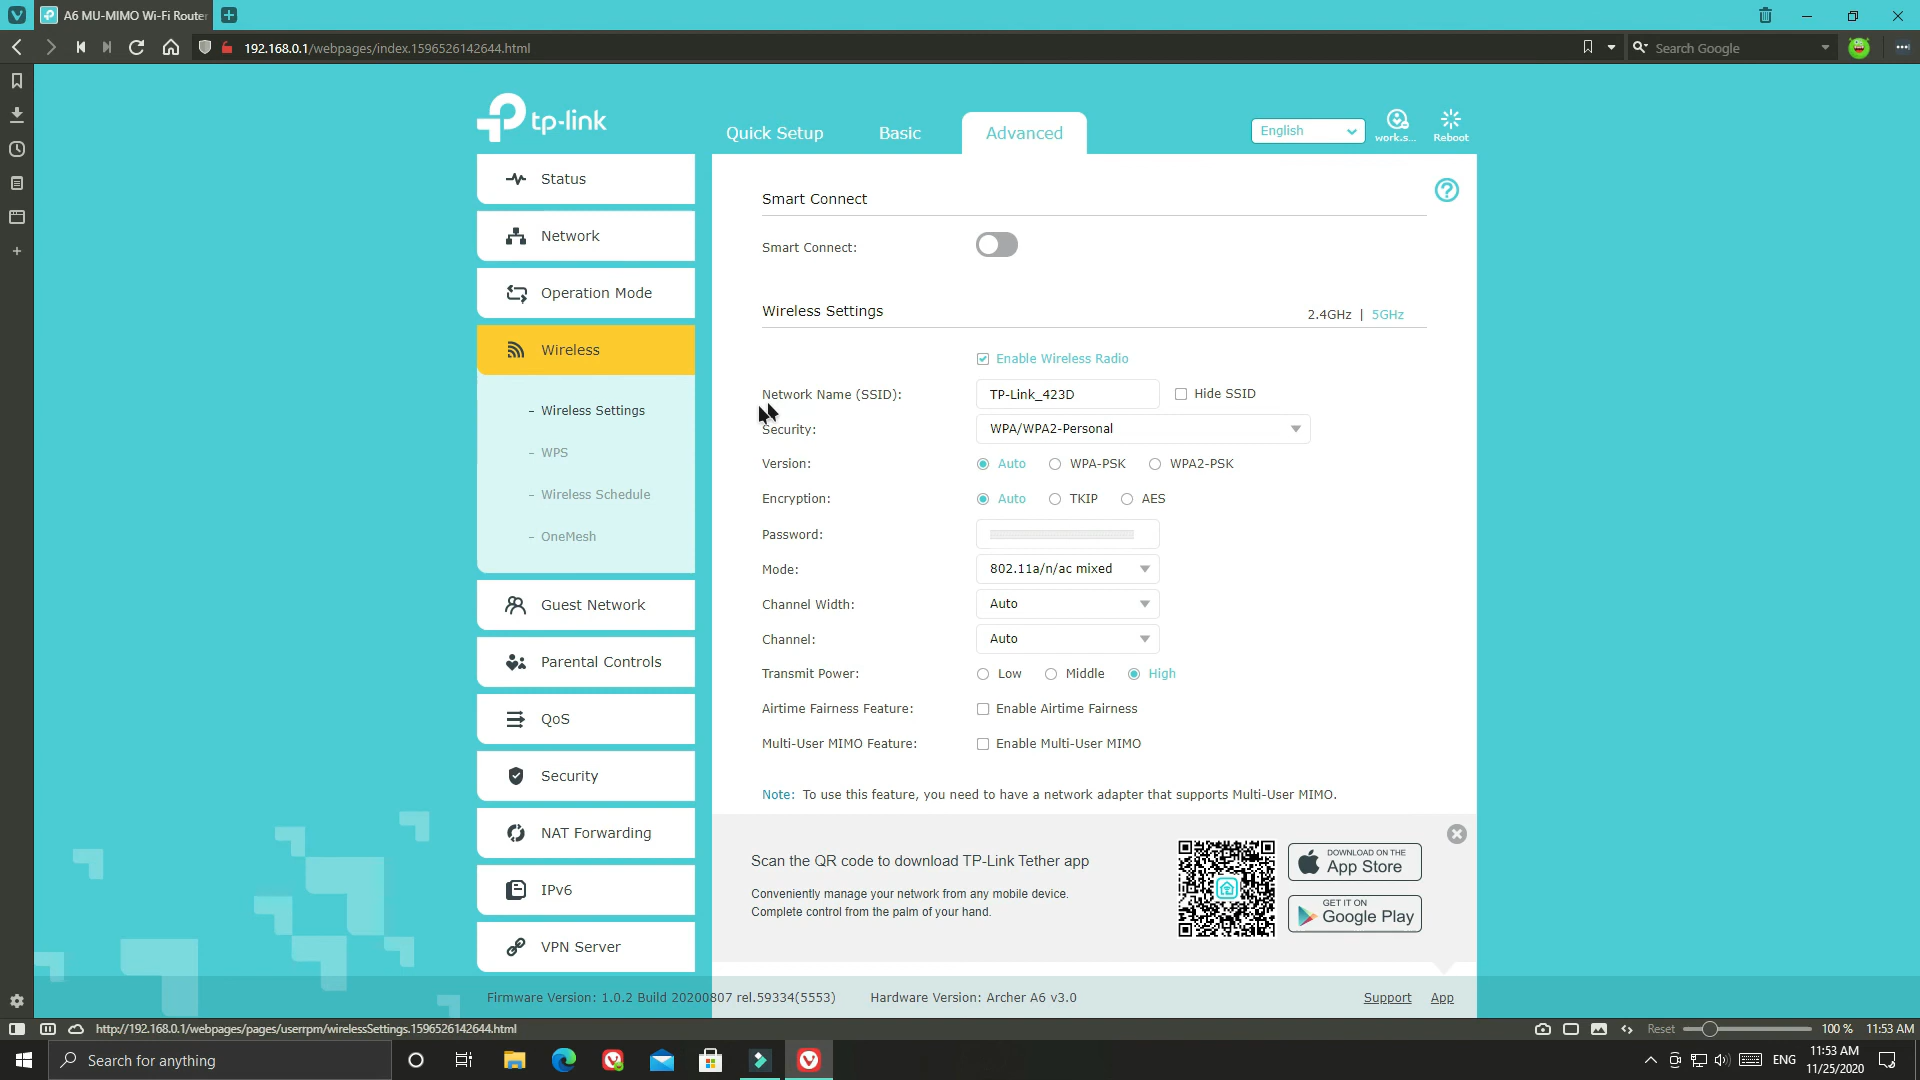 A6 MU-MIMO Wi-Fi Router
192.168.0.1/webpages/index.1596526142644.html
Search Google
tp-link
Quick Setup
Basic
Advanced
English
work.s...
Reboot
Status
Network
Operation Mode
Wireless
- Wireless Settings
- WPS
- Wireless Schedule
- OneMesh
Guest Network
Parental Controls
QoS
Security
NAT Forwarding
IPv6
VPN Server
Smart Connect
Smart Connect:
Wireless Settings
2.4GHz | 5GHz
Enable Wireless Radio
Network Name (SSID): TP-Link_423D Hide SSID
Security: WPA/WPA2-Personal
Version: Auto WPA-PSK WPA2-PSK
Encryption: Auto TKIP AES
Password:
Mode: 802.11a/n/ac mixed
Channel Width: Auto
Channel: Auto
Transmit Power: Low Middle High
Airtime Fairness Feature: Enable Airtime Fairness
Multi-User MIMO Feature: Enable Multi-User MIMO
Note: To use this feature, you need to have a network adapter that supports Multi-User MIMO.
Scan the QR code to download TP-Link Tether app
Conveniently manage your network from any mobile device.
Complete control from the palm of your hand.
DOWNLOAD ON THE
App Store
GET IT ON
Google Play
Firmware Version: 1.0.2 Build 20200807 rel.59334(5553) Hardware Version: Archer A6 v3.0
Support App
http://192.168.0.1/webpages/pages/userrpm/wirelessSettings.1596526142644.html
Reset 100 % 11:53 AM
Search for anything
ENG
11:53 AM
11/25/2020